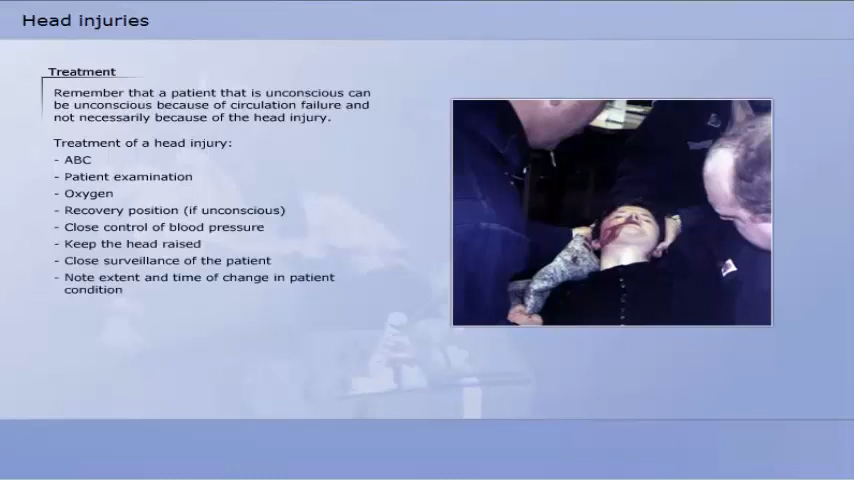 Head injuries
Treatment
Remember that a patient that is unconscious can
be unconscious because of circulation failure and
not necessarily because of the head injury.
Treatment of a head injury:
- ABC
- Patient examination
- Oxygen
- Recovery position (if unconscious)
- Close control of blood pressure
- Keep the head raised
- Close surveillance of the patient
- Note extent and time of change in patient
condition